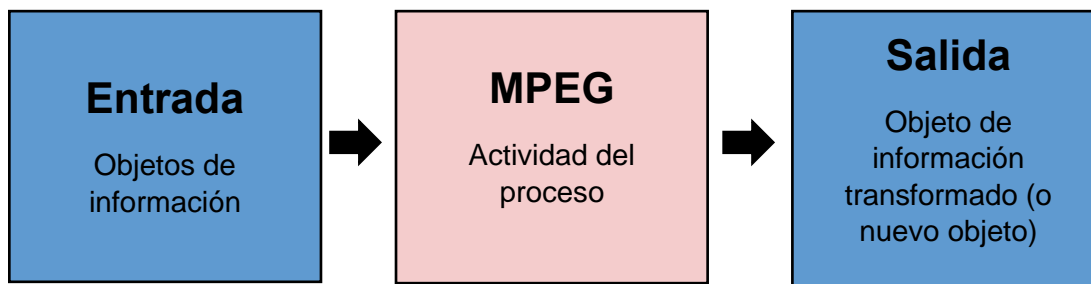 Entrada
Objetos de
información
MPEG
Actividad del
proceso
Salida
Objeto de
información
transformado (o
nuevo objeto)